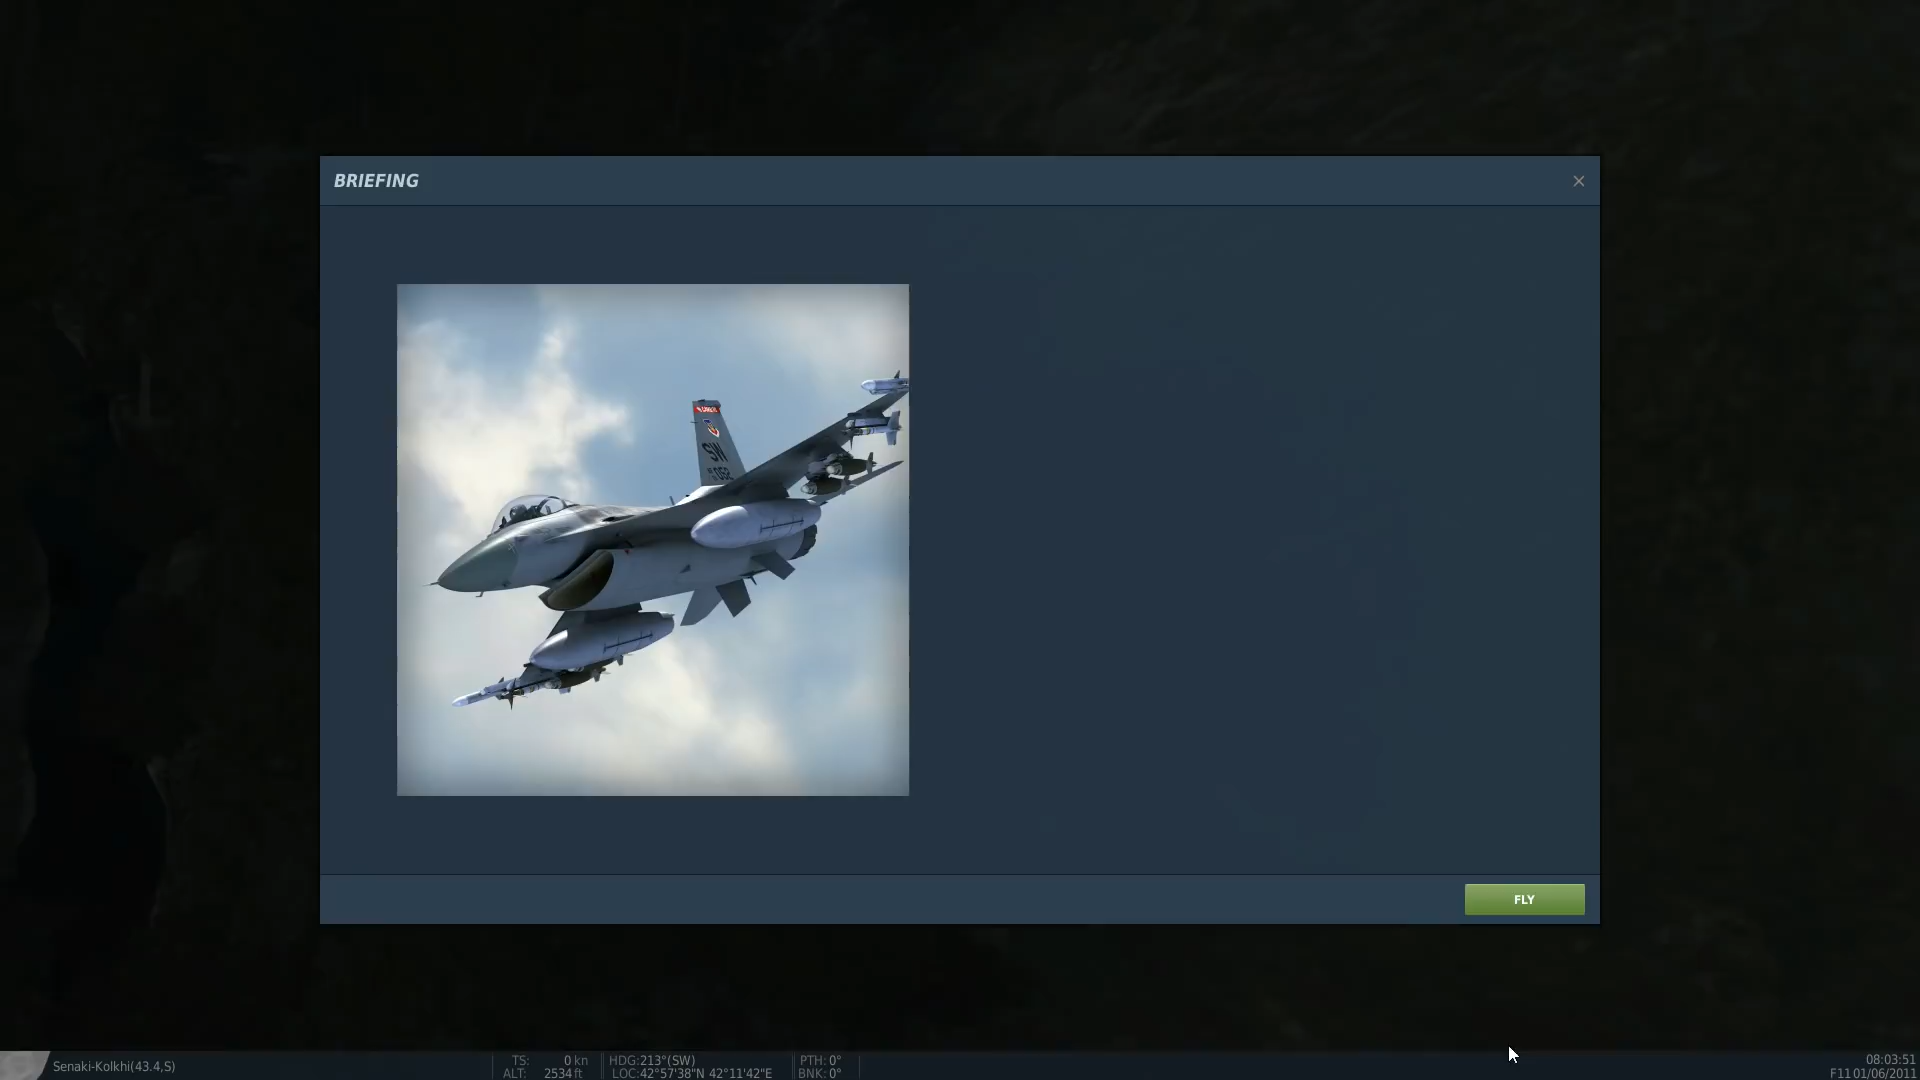 BRIEFING
SW
FLY
Senaki-Kolkhi(43.4,S)
TS: 0 kn
ALT: 2534 ft
HDG:213°(SW)
LOC:42°57'38"N 42°11'42"E
PTH: 0°
BNK: 0°
08:03:51
F11 01/06/2011